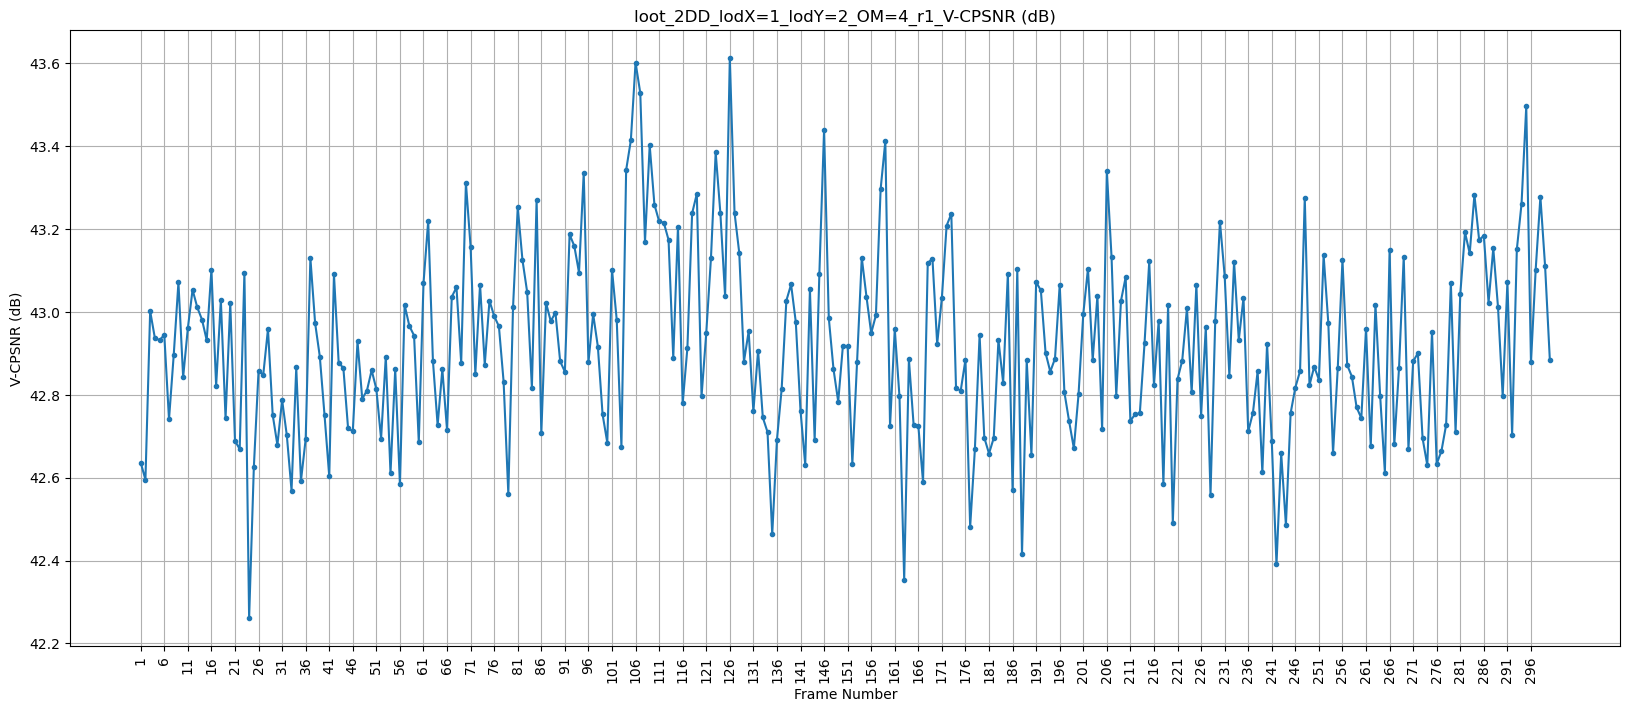 loot_2DD_lodX=1_lodY=2_OM=4_r1_V-CPSNR (dB)
V-CPSNR (dB)
43.6
43.4
43.2
43.0
42.8
42.6
42.4
42.2
1 6 11 16 21 26 31 36 41 46 51 56 61 66 71 76 81 86 91 96 101 106 111 116 121 126 131 136 141 146 151 156 161 166 171 176 181 186 191 196 201 206 211 216 221 226 231 236 241 246 251 256 261 266 271 276 281 286 291 296
Frame Number